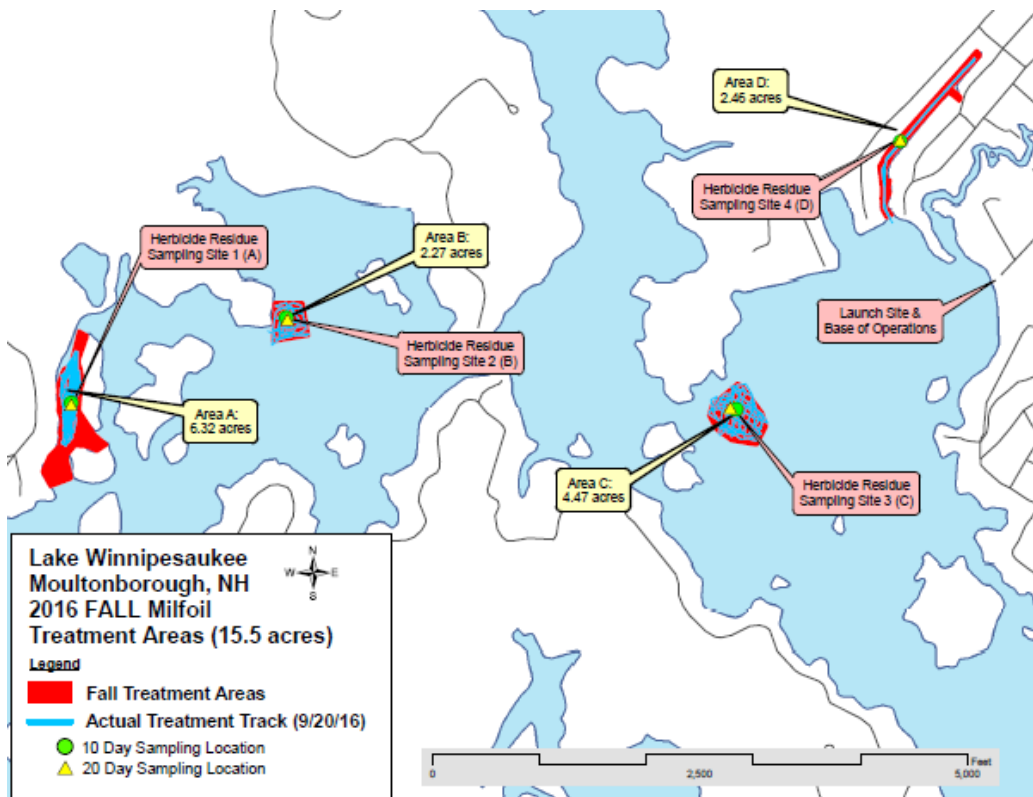 Area D:
2.46 acres
Herbicide Residue
Sampling Site 4 (D)
Herbicide Residue
Sampling Site 1 (A)
Area B:
2.27 acres
Launch Site &
Base of Operations
Herbicide Residue
Sampling Site 2 (B)
Area A:
6.32 acres
Area C:
4.47 acres
Herbicide Residue
Sampling Site 3 (C)
Lake Winnipesaukee
Moultonborough, NH
2016 FALL Milfoil
Treatment Areas (15.5 acres)
N
W E
S
Legend
Fall Treatment Areas
Actual Treatment Track (9/20/16)
10 Day Sampling Location
20 Day Sampling Location
Feet
0 2,500 5,000